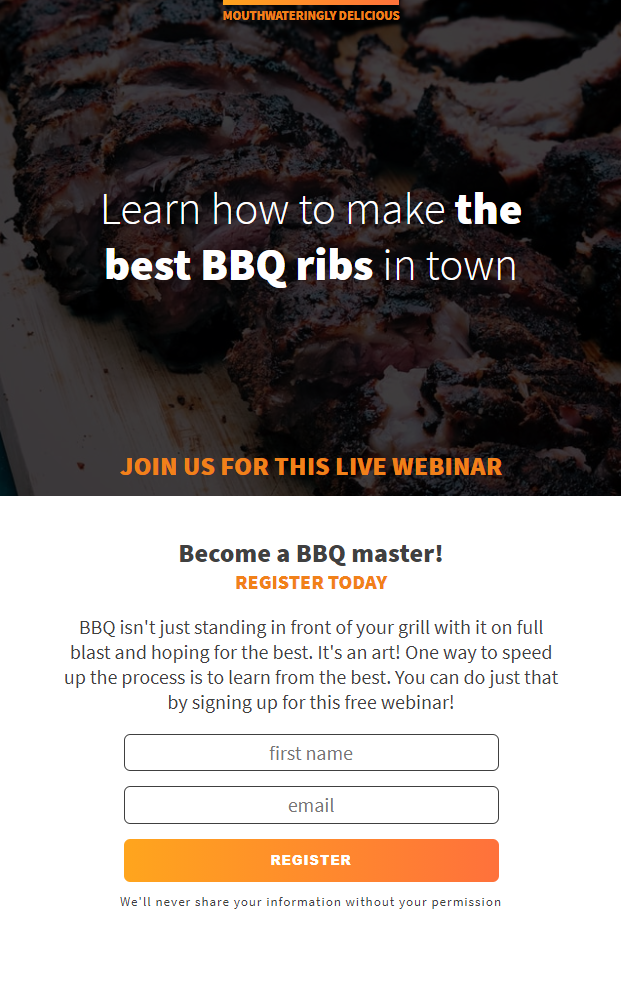 MOUTHWATERINGLY DELICIOUS
Learn how to make the
best BBQ ribs in town
JOIN US FOR THIS LIVE WEBINAR
Become a BBQ master!
REGISTER TODAY
BBQ isn't just standing in front of your grill with it on full
blast and hoping for the best. It's an art! One way to speed
up the process is to learn from the best. You can do just that
by signing up for this free webinar!
first name
email
REGISTER
We'll never share your information without your permission